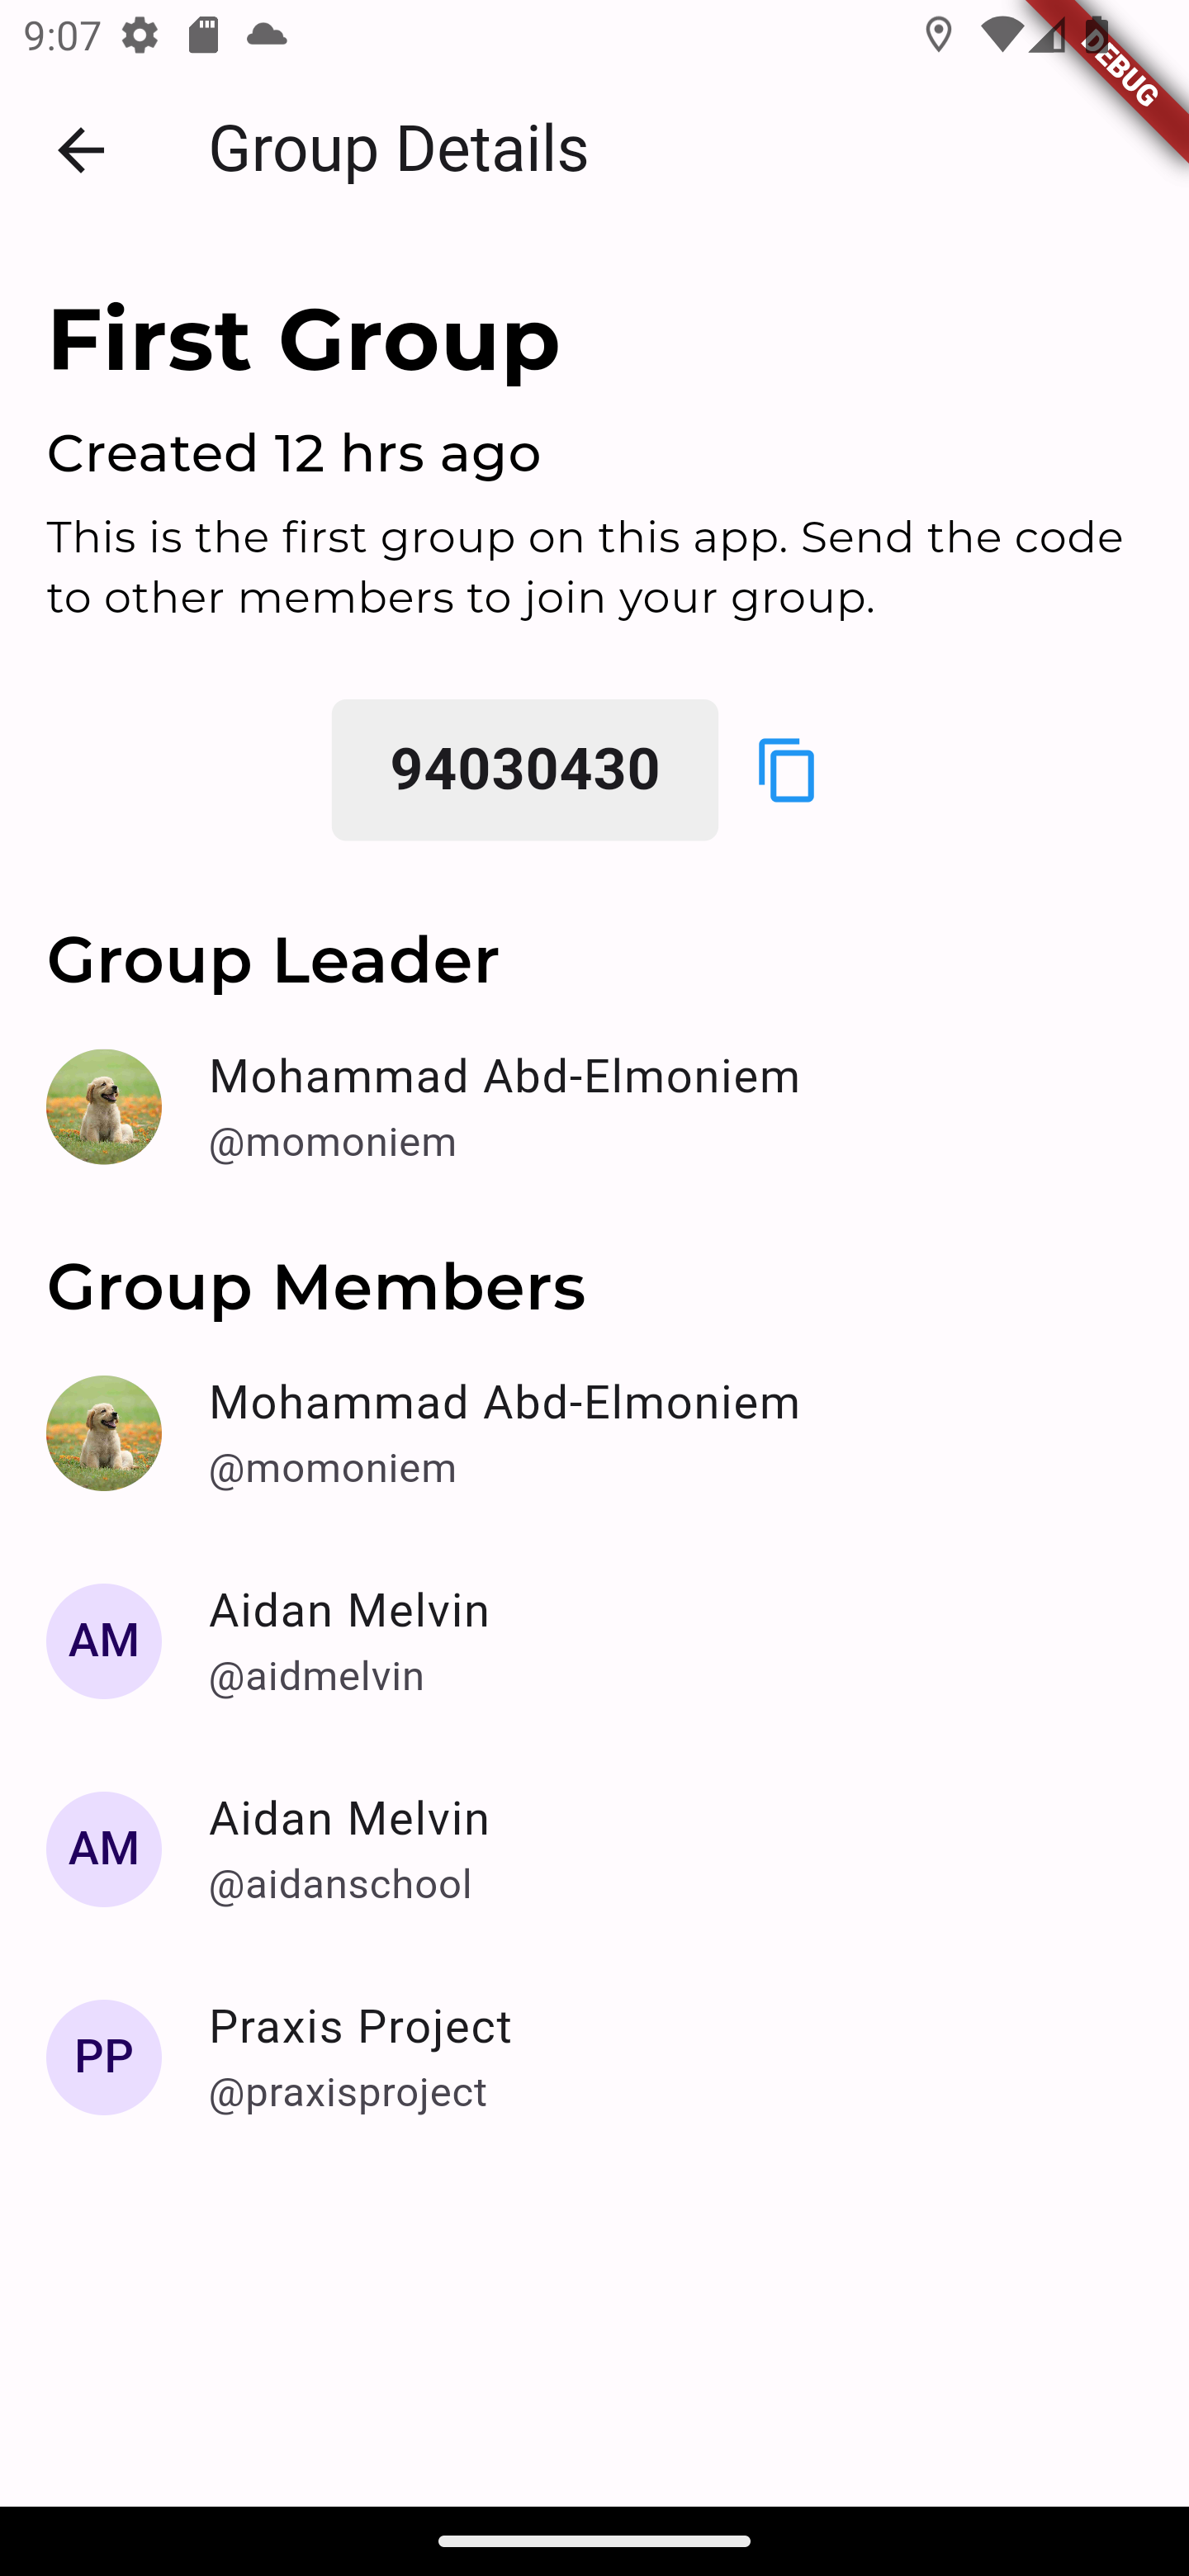 9:07
DEBUG
Group Details
First Group
Created 12 hrs ago
This is the first group on this app. Send the code
to other members to join your group.
94030430
Group Leader
Mohammad Abd-Elmoniem
@momoniem
Group Members
Mohammad Abd-Elmoniem
@momoniem
AM
Aidan Melvin
@aidmelvin
AM
Aidan Melvin
@aidanschool
PP
Praxis Project
@praxisproject